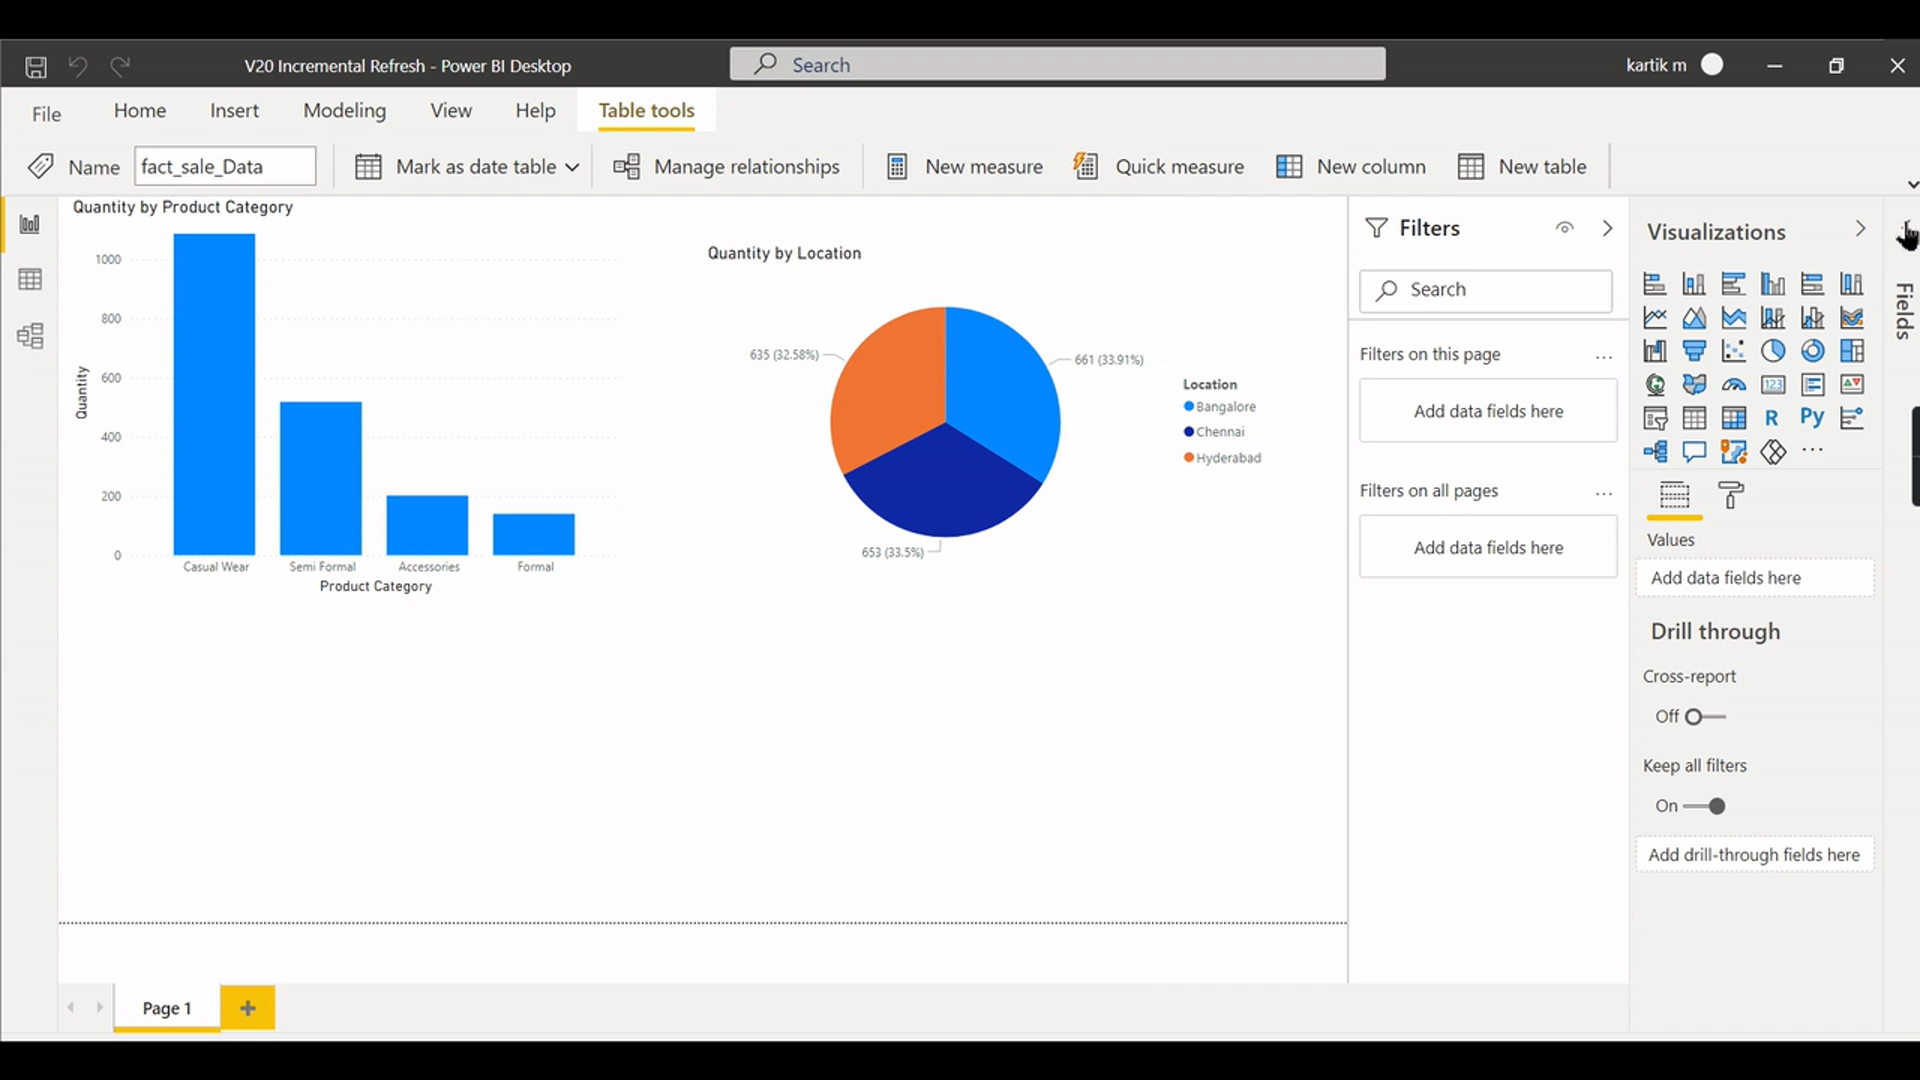 V20 Incremental Refresh - Power BI Desktop
Search
kartik m
File
Home
Insert
Modeling
View
Help
Table tools
Name
fact_sale_Data
Mark as date table
Manage relationships
New measure
Quick measure
New column
New table
Quantity by Product Category
1000
800
600
400
200
0
Quantity
Casual Wear
Semi Formal
Accessories
Formal
Product Category
Quantity by Location
635 (32.58%)
661 (33.91%)
653 (33.5%)
Location
Bangalore
Chennai
Hyderabad
Filters
Search
Filters on this page
...
Add data fields here
Filters on all pages
...
Add data fields here
Visualizations
123
R
Py
...
Values
Add data fields here
Drill through
Cross-report
Off
Keep all filters
On
Add drill-through fields here
Fields
Page 1